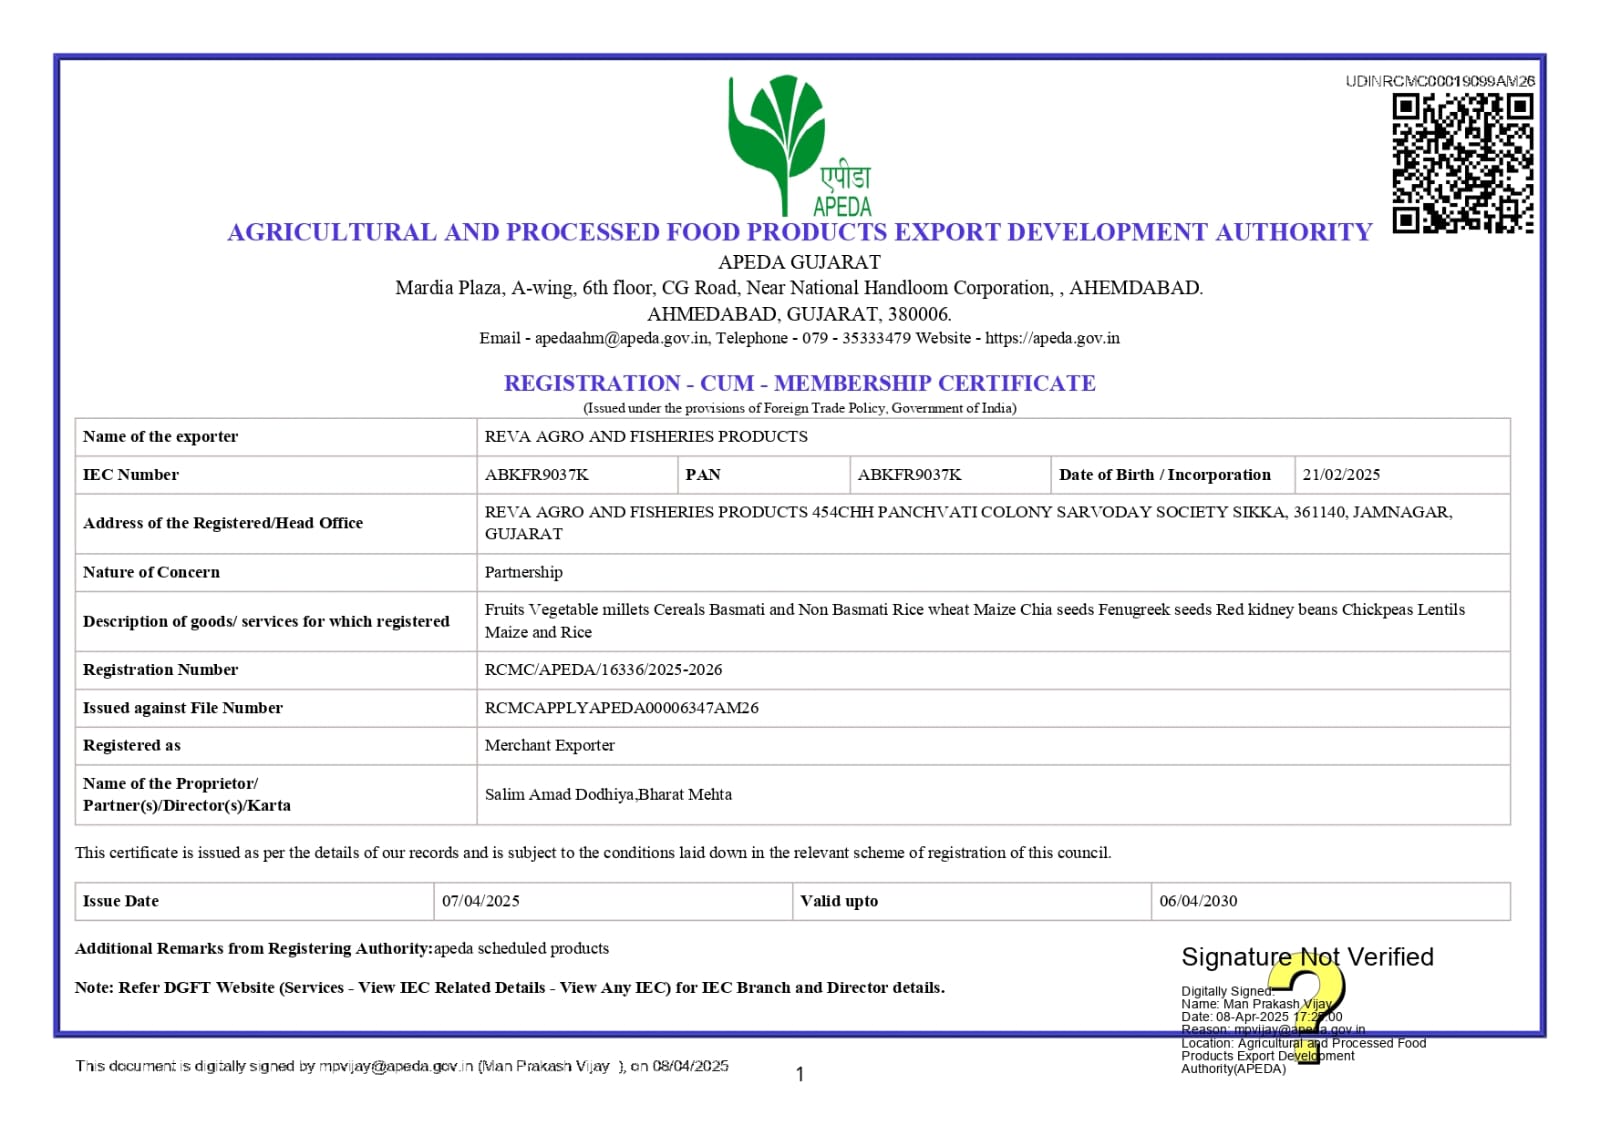 UDINRCMC00019099AM26
एपीडा
APEDA
AGRICULTURAL AND PROCESSED FOOD PRODUCTS EXPORT DEVELOPMENT AUTHORITY
APEDA GUJARAT
Mardia Plaza, A-wing, 6th floor, CG Road, Near National Handloom Corporation, , AHEMDABAD.
AHMEDABAD, GUJARAT, 380006.
Email - apedaahm@apeda.gov.in, Telephone - 079 - 35333479 Website - https://apeda.gov.in
REGISTRATION - CUM - MEMBERSHIP CERTIFICATE
(Issued under the provisions of Foreign Trade Policy, Government of India)
Name of the exporter REVA AGRO AND FISHERIES PRODUCTS
IEC Number ABKFR9037K PAN ABKFR9037K Date of Birth / Incorporation 21/02/2025
Address of the Registered/Head Office REVA AGRO AND FISHERIES PRODUCTS 454CHH PANCHVATI COLONY SARVODAY SOCIETY SIKKA, 361140, JAMNAGAR,
GUJARAT
Nature of Concern Partnership
Description of goods/ services for which registered Fruits Vegetable millets Cereals Basmati and Non Basmati Rice wheat Maize Chia seeds Fenugreek seeds Red kidney beans Chickpeas Lentils
Maize and Rice
Registration Number RCMC/APEDA/16336/2025-2026
Issued against File Number RCMCAPPLYAPEDA00006347AM26
Registered as Merchant Exporter
Name of the Proprietor/
Partner(s)/Director(s)/Karta Salim Amad Dodhiya,Bharat Mehta
This certificate is issued as per the details of our records and is subject to the conditions laid down in the relevant scheme of registration of this council.
Issue Date 07/04/2025 Valid upto 06/04/2030
Additional Remarks from Registering Authority:apeda scheduled products
Note: Refer DGFT Website (Services - View IEC Related Details - View Any IEC) for IEC Branch and Director details.
Signature Not Verified
Digitally Signed.
Name: Man Prakash Vijay
Date: 08-Apr-2025 17:25:00
Reason: mpvijay@apeda.gov.in
Location: Agricultural and Processed Food
Products Export Development
Authority(APEDA)
This document is digitally signed by mpvijay@apeda.gov.in (Man Prakash Vijay ), on 08/04/2025
1